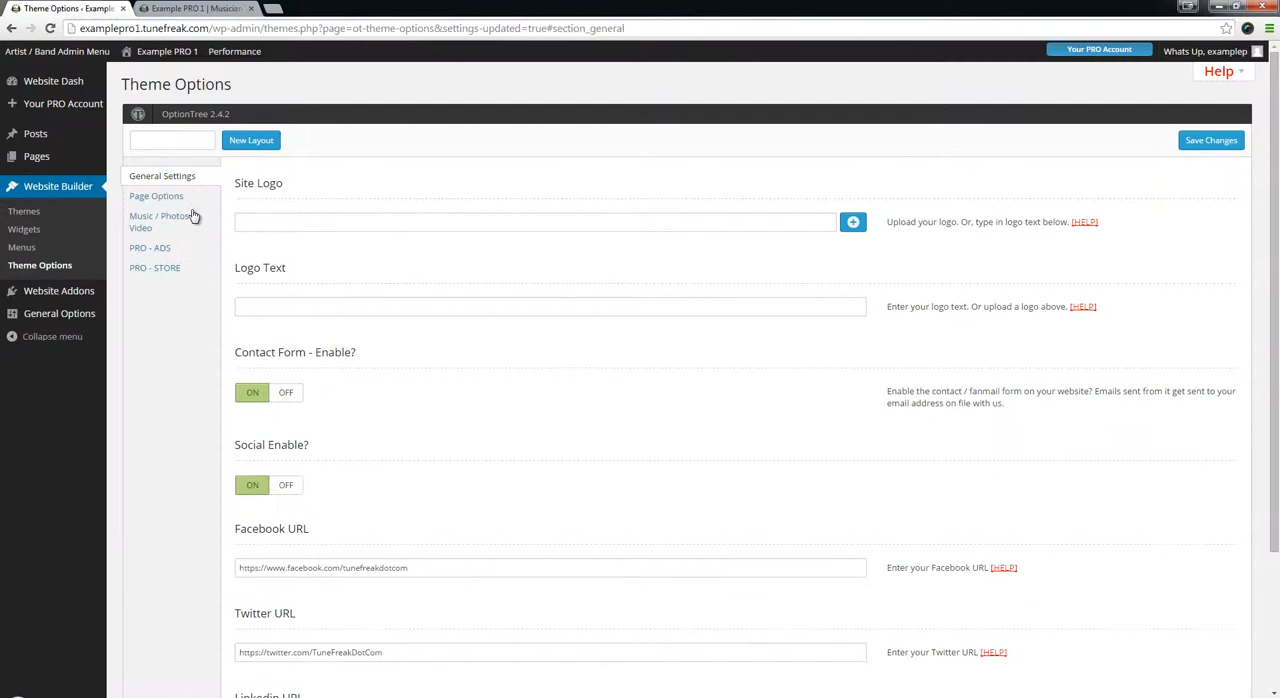 Theme Options ‹ Example
Example PRO 1 | Musician
examplepro1.tunefreak.com/wp-admin/themes.php?page=ot-theme-options&settings-updated=true#section_general
Artist / Band Admin Menu Example PRO 1 Performance Your PRO Account Whats Up, examplep
Help
Website Dash
Your PRO Account
Posts
Pages
Website Builder
Themes
Widgets
Menus
Theme Options
Website Addons
General Options
Collapse menu
Theme Options
OptionTree 2.4.2
New Layout
Save Changes
General Settings
Page Options
Music / Photos
Video
PRO - ADS
PRO - STORE
Site Logo
Upload your logo. Or, type in logo text below. [HELP]
Logo Text
Enter your logo text. Or upload a logo above. [HELP]
Contact Form - Enable?
ON OFF
Enable the contact / fanmail form on your website? Emails sent from it get sent to your
email address on file with us.
Social Enable?
ON OFF
Facebook URL
https://www.facebook.com/tunefreakdotcom
Enter your Facebook URL [HELP]
Twitter URL
https://twitter.com/TuneFreakDotCom
Enter your Twitter URL [HELP]
Linkedin URL